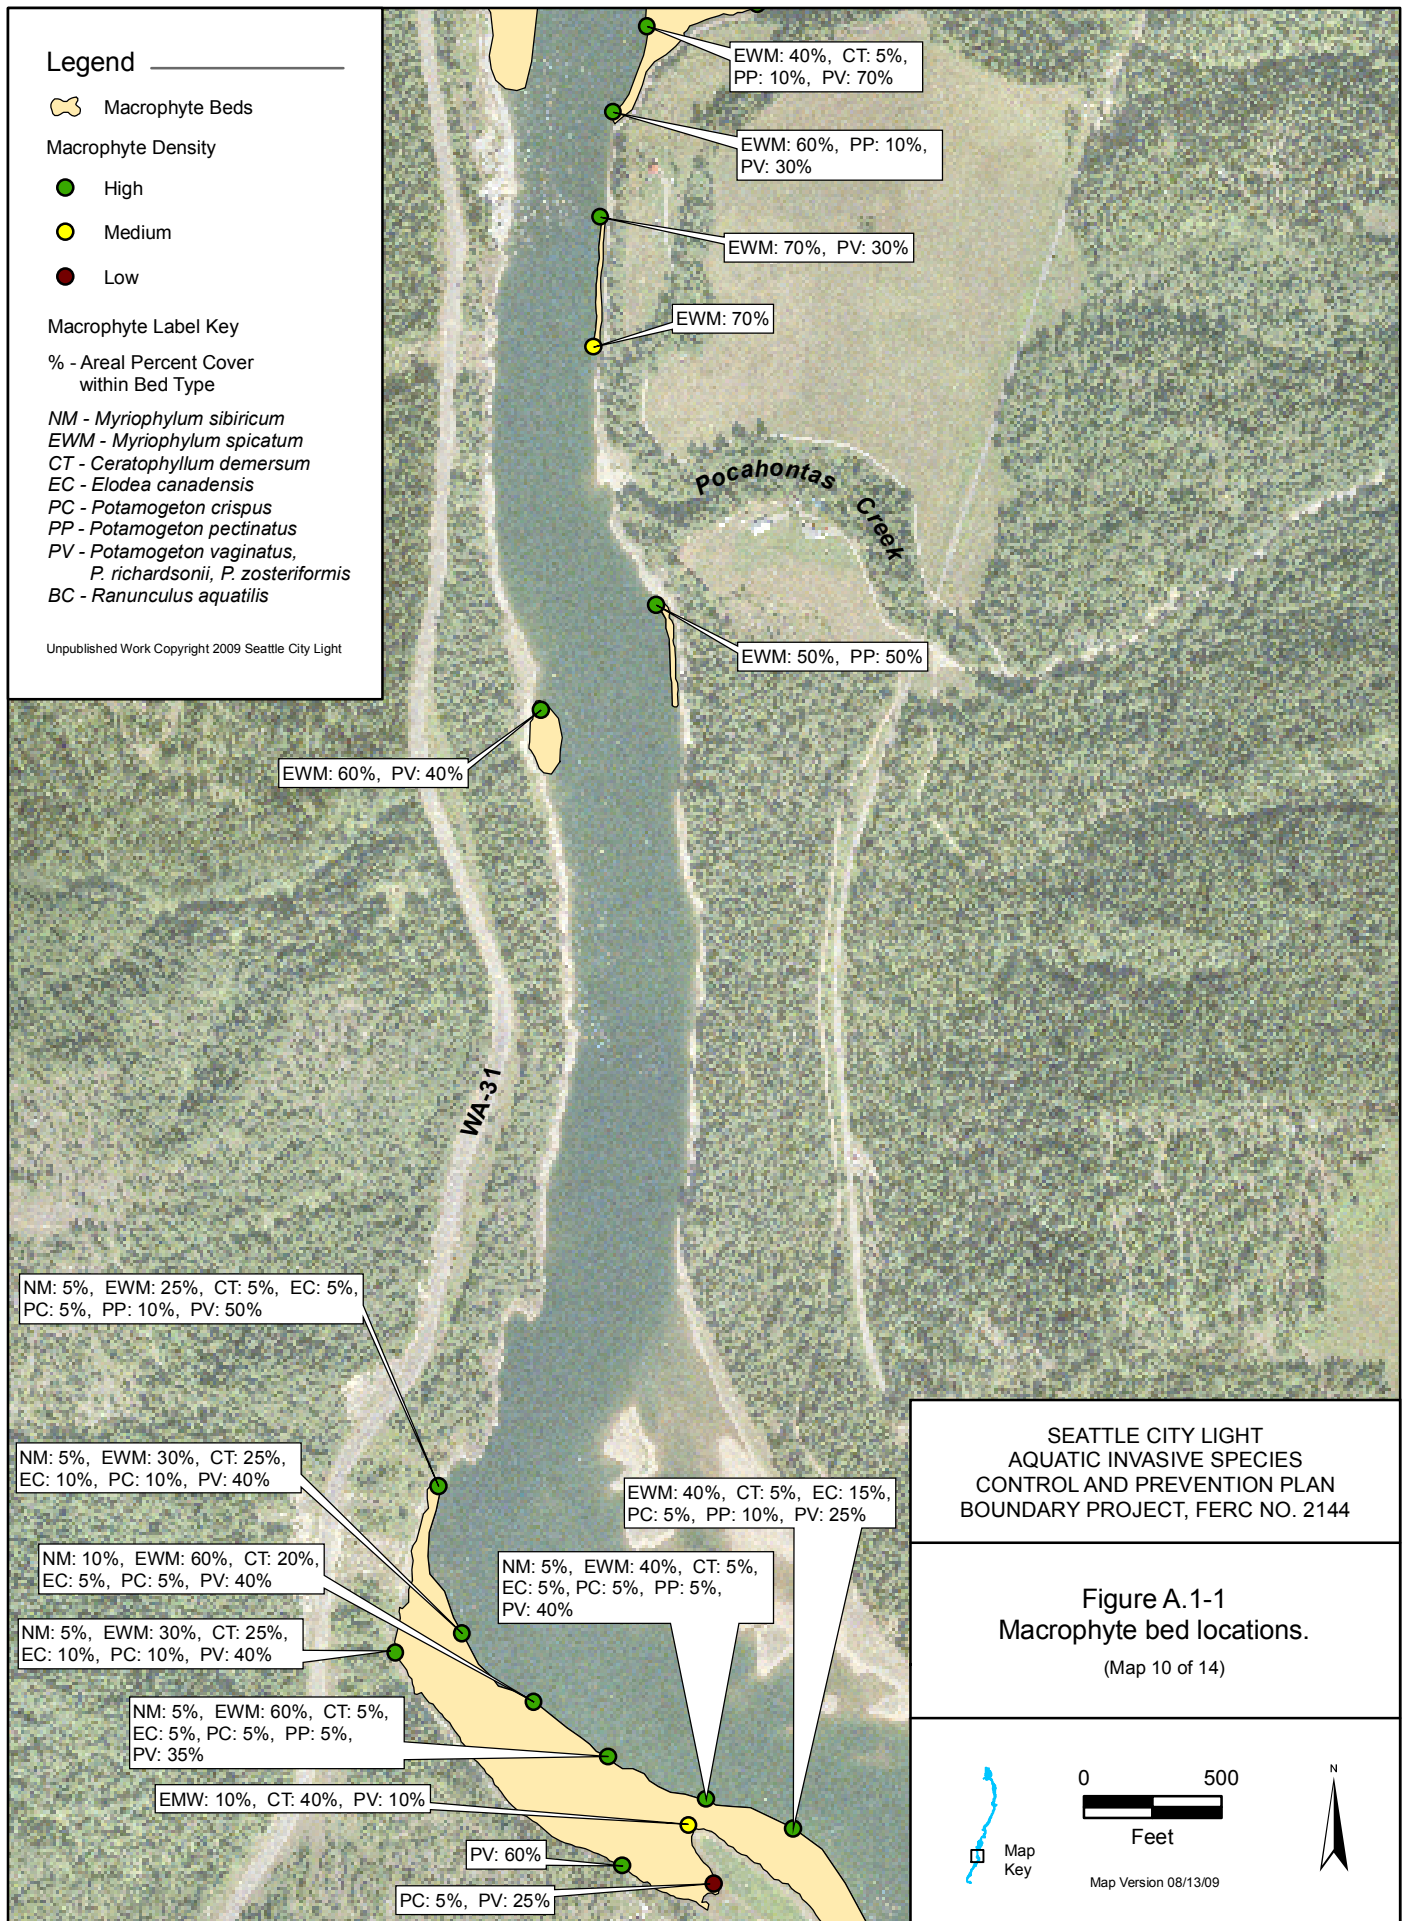 Legend
Macrophyte Beds
Macrophyte Density
High
Medium
Low
Macrophyte Label Key
% - Areal Percent Cover
within Bed Type
NM - Myriophylum sibiricum
EWM - Myriophylum spicatum
CT - Ceratophyllum demersum
EC - Elodea canadensis
PC - Potamogeton crispus
PP - Potamogeton pectinatus
PV - Potamogeton vaginatus,
P. richardsonii, P. zosteriformis
BC - Ranunculus aquatilis
Unpublished Work Copyright 2009 Seattle City Light
EWM: 40%, CT: 5%,
PP: 10%, PV: 70%
EWM: 60%, PP: 10%,
PV: 30%
EWM: 70%, PV: 30%
EWM: 70%
Pocahontas Creek
EWM: 50%, PP: 50%
EWM: 60%, PV: 40%
WA-31
NM: 5%, EWM: 25%, CT: 5%, EC: 5%,
PC: 5%, PP: 10%, PV: 50%
NM: 5%, EWM: 30%, CT: 25%,
EC: 10%, PC: 10%, PV: 40%
NM: 10%, EWM: 60%, CT: 20%,
EC: 5%, PC: 5%, PV: 40%
NM: 5%, EWM: 30%, CT: 25%,
EC: 10%, PC: 10%, PV: 40%
NM: 5%, EWM: 60%, CT: 5%,
EC: 5%, PC: 5%, PP: 5%,
PV: 35%
EMW: 10%, CT: 40%, PV: 10%
PV: 60%
PC: 5%, PV: 25%
EWM: 40%, CT: 5%, EC: 15%,
PC: 5%, PP: 10%, PV: 25%
NM: 5%, EWM: 40%, CT: 5%,
EC: 5%, PC: 5%, PP: 5%,
PV: 40%
SEATTLE CITY LIGHT
AQUATIC INVASIVE SPECIES
CONTROL AND PREVENTION PLAN
BOUNDARY PROJECT, FERC NO. 2144
Figure A.1-1
Macrophyte bed locations.
(Map 10 of 14)
Map
Key
0 500
Feet
Map Version 08/13/09
N